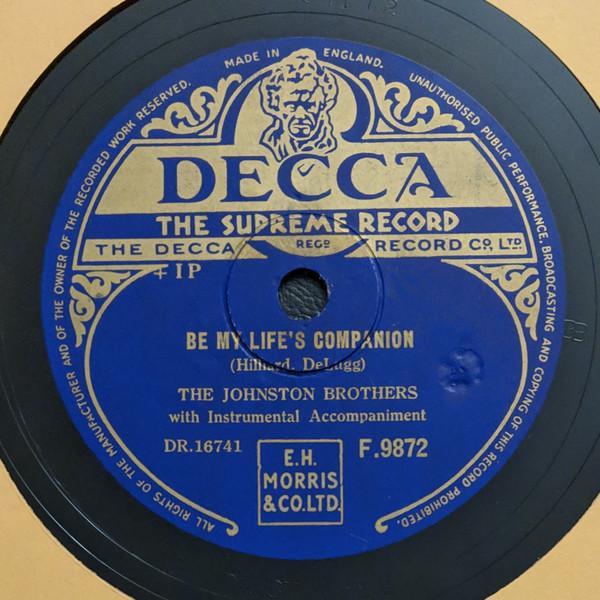 MADE IN ENGLAND.
ALL RIGHTS OF THE MANUFACTURER AND OF THE OWNER OF THE RECORDED WORK RESERVED.
UNAUTHORISED PUBLIC PERFORMANCE, BROADCASTING AND COPYING OF THIS RECORD PROHIBITED.
DECCA
THE SUPREME RECORD
THE DECCA REGD RECORD CO. LTD.
IP
BE MY LIFE'S COMPANION
(Hilliard, DeLugg)
THE JOHNSTON BROTHERS
with Instrumental Accompaniment
DR.16741 F.9872
E.H.
MORRIS
& CO.LTD.